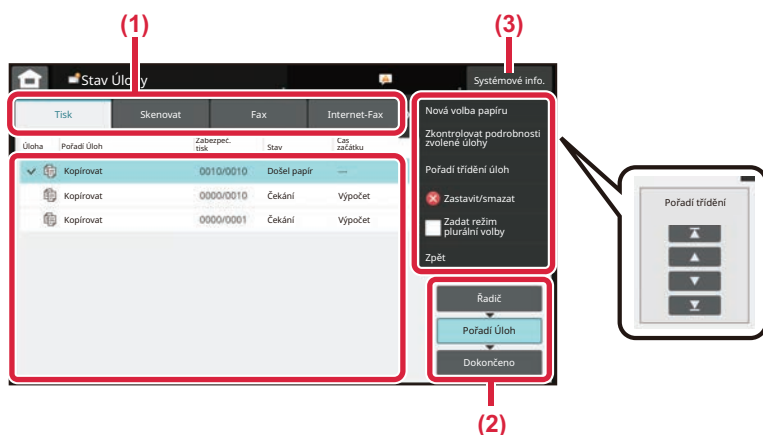 (1)
(3)
Stav Úlohy
Systémové info.
Tisk
Skenovat
Fax
Internet-Fax
Úloha
Pořadí Úloh
Zabezpeč.
tisk
Stav
Čas
začátku
Kopírovat
0010/0010
Došel papír
---
Kopírovat
0000/0010
Čekání
Výpočet
Kopírovat
0000/0001
Čekání
Výpočet
Nová volba papíru
Zkontrolovat podrobnosti
zvolené úlohy
Pořadí třídění úloh
Zastavit/smazat
Zadat režim
plurální volby
Zpět
Řadič
Pořadí Úloh
Dokončeno
Pořadí třídění
(2)